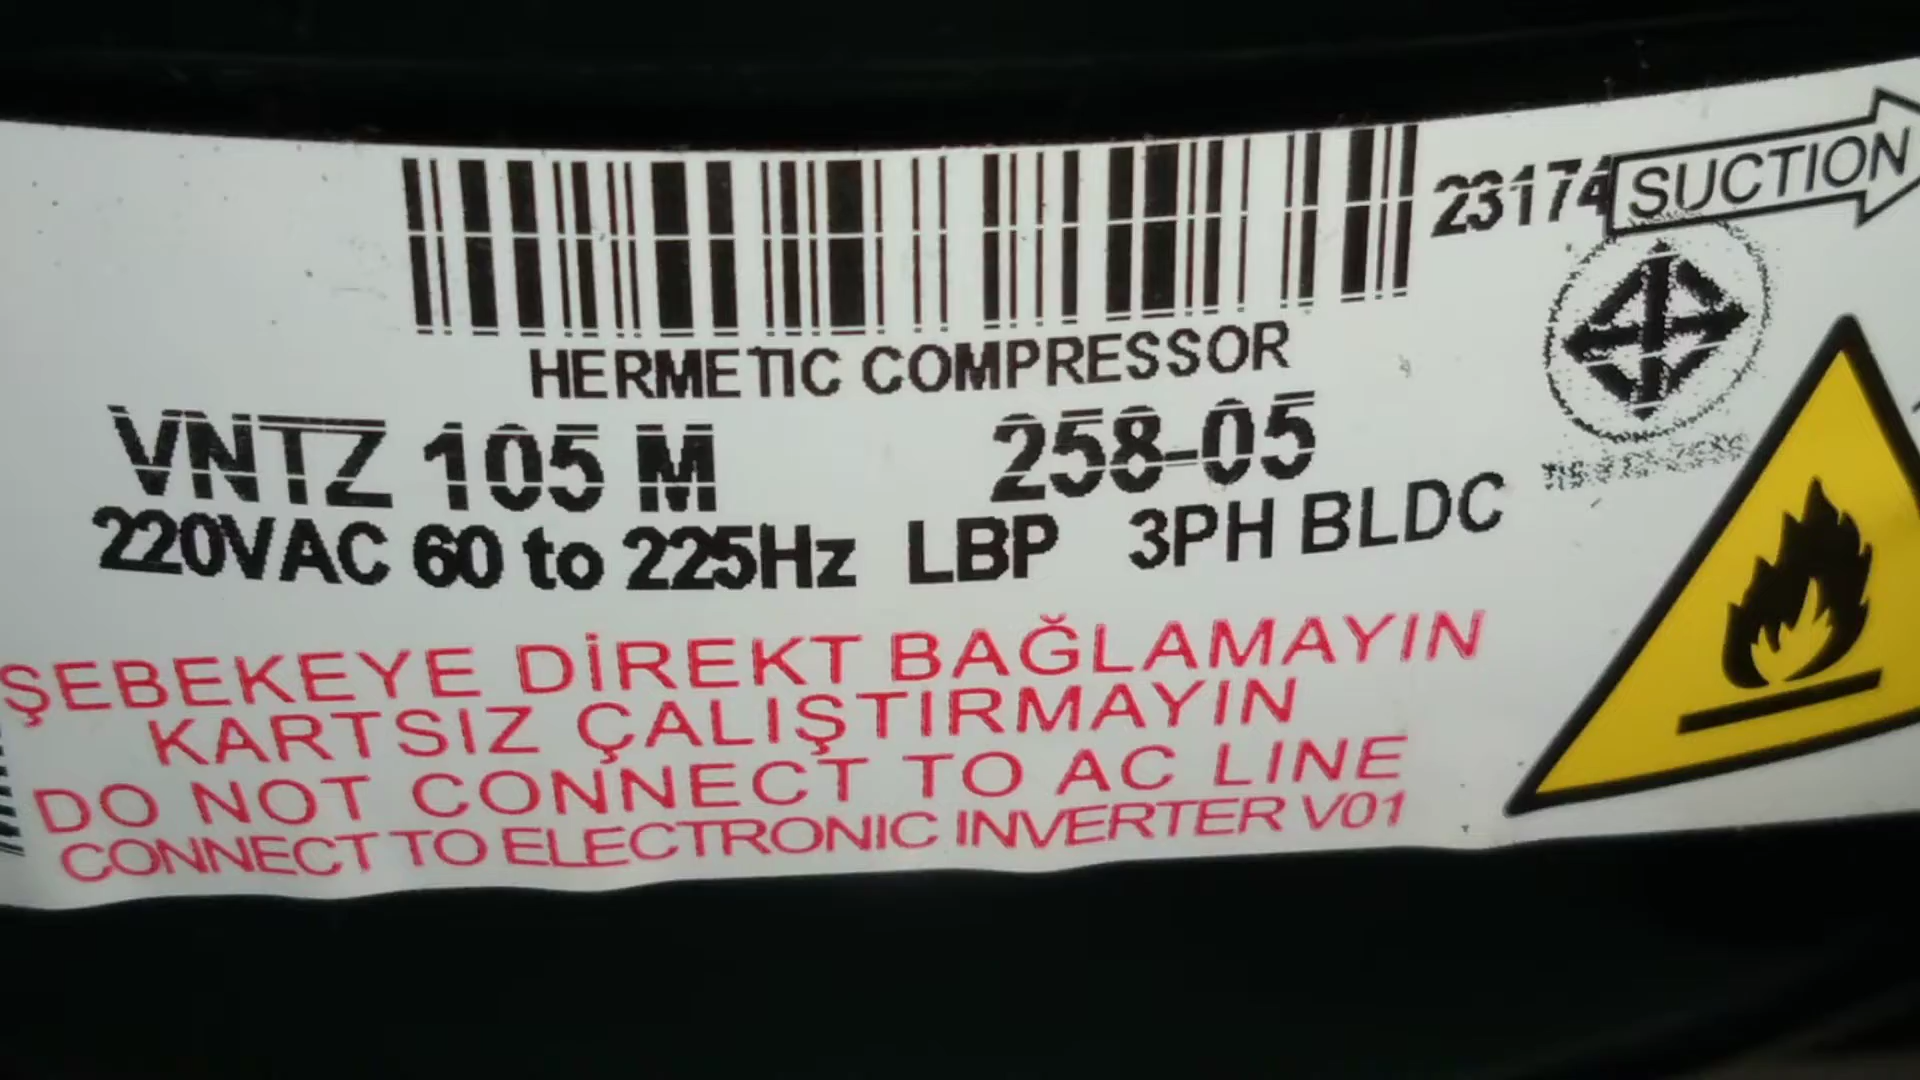 23174
SUCTION
HERMETIC COMPRESSOR
VNTZ 105 M 258-05
220VAC 60 to 225Hz LBP 3PH BLDC
ŞEBEKEYE DİREKT BAĞLAMAYIN
KARTSIZ ÇALIŞTIRMAYIN
DO NOT CONNECT TO AC LINE
CONNECT TO ELECTRONIC INVERTER V01